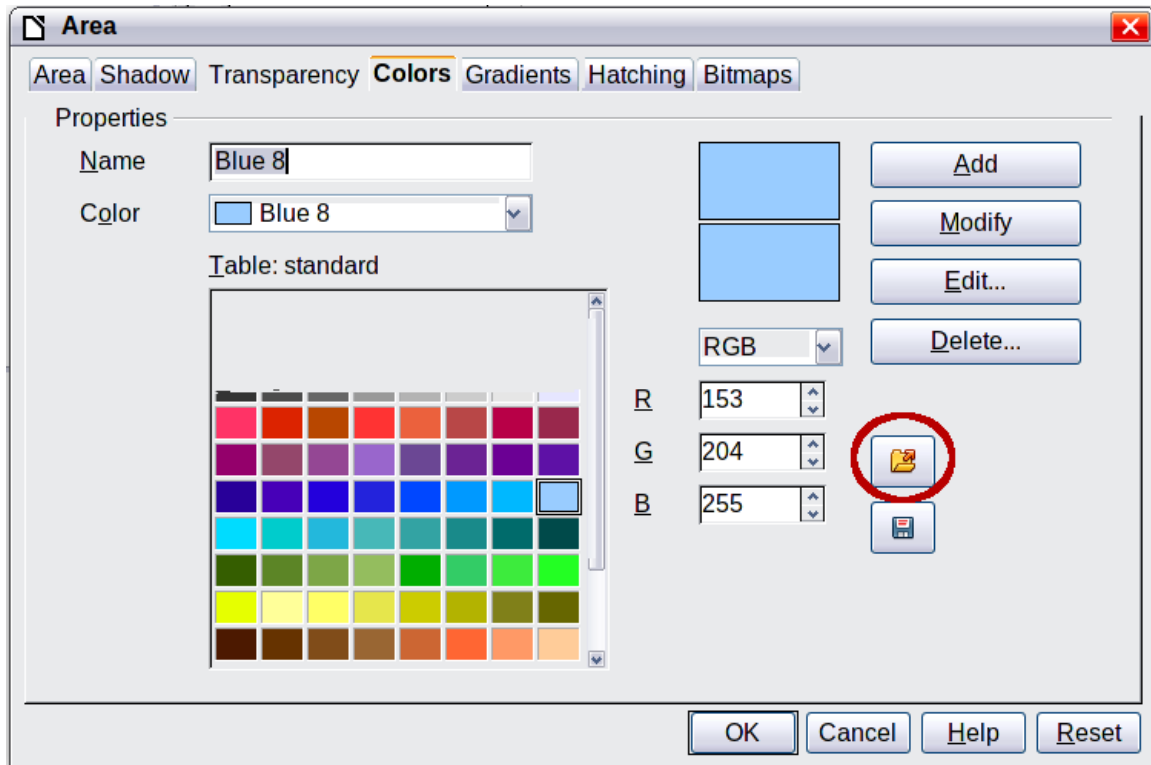 Area
Area Shadow Transparency Colors Gradients Hatching Bitmaps
Properties
Name Blue 8 Add
Color Blue 8 Modify
Table: standard Edit...
RGB Delete...
R 153
G 204
B 255
OK Cancel Help Reset